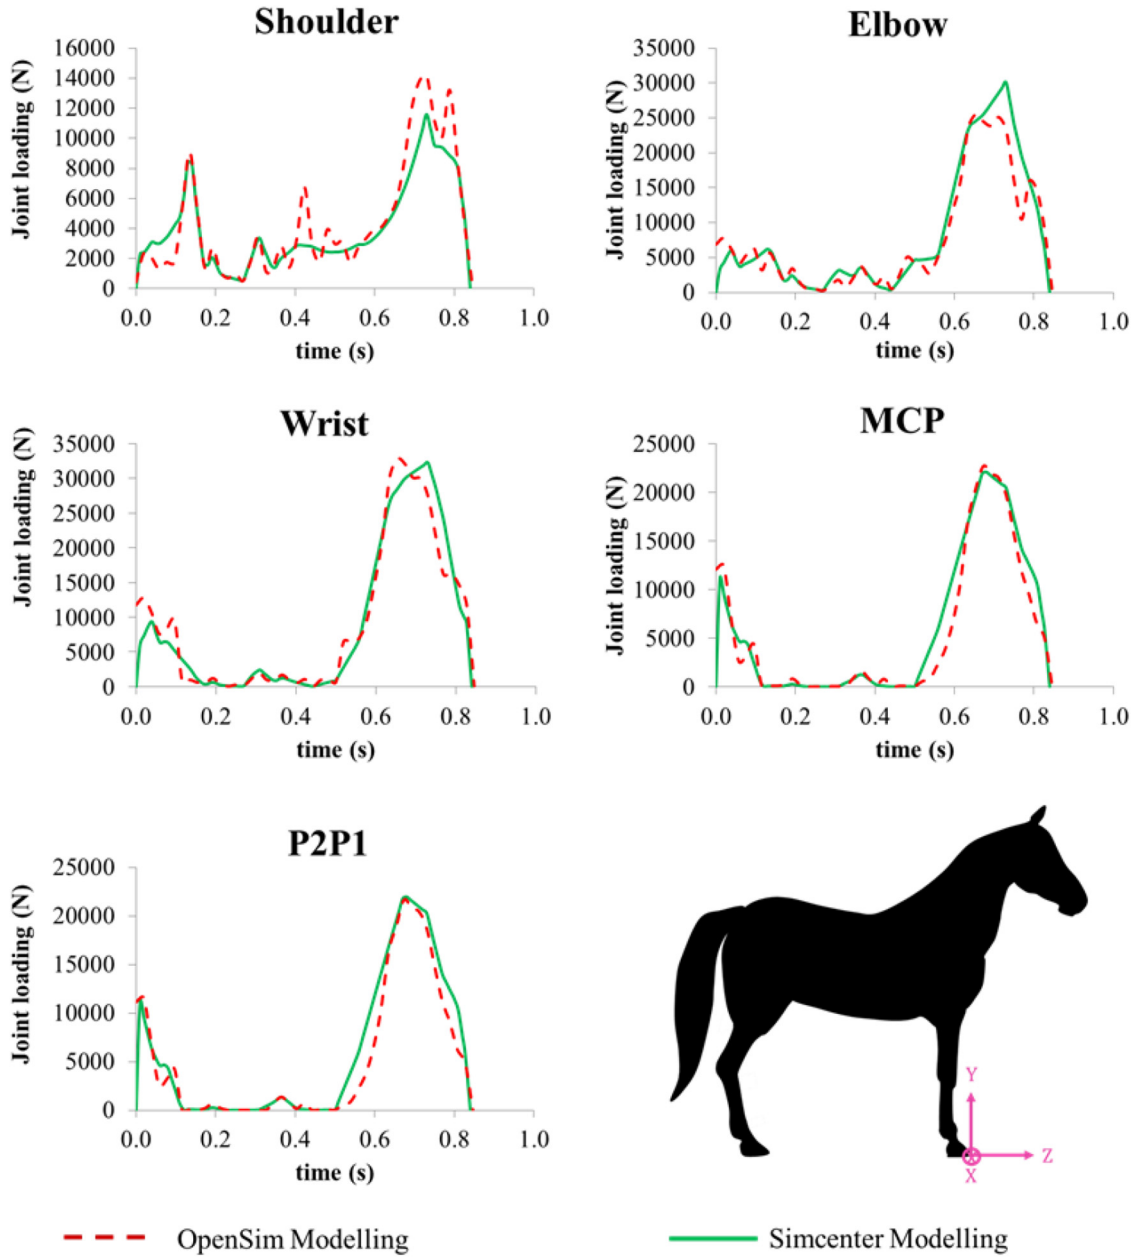 Shoulder
Joint loading (N)
16000
14000
12000
10000
8000
6000
4000
2000
0
0.0 0.2 0.4 0.6 0.8 1.0
time (s)
Elbow
Joint loading (N)
35000
30000
25000
20000
15000
10000
5000
0
0.0 0.2 0.4 0.6 0.8 1.0
time (s)
Wrist
Joint loading (N)
35000
30000
25000
20000
15000
10000
5000
0
0.0 0.2 0.4 0.6 0.8 1.0
time (s)
MCP
Joint loading (N)
25000
20000
15000
10000
5000
0
0.0 0.2 0.4 0.6 0.8 1.0
time (s)
P2P1
Joint loading (N)
25000
20000
15000
10000
5000
0
0.0 0.2 0.4 0.6 0.8 1.0
time (s)
Y
Z
X
OpenSim Modelling
Simcenter Modelling